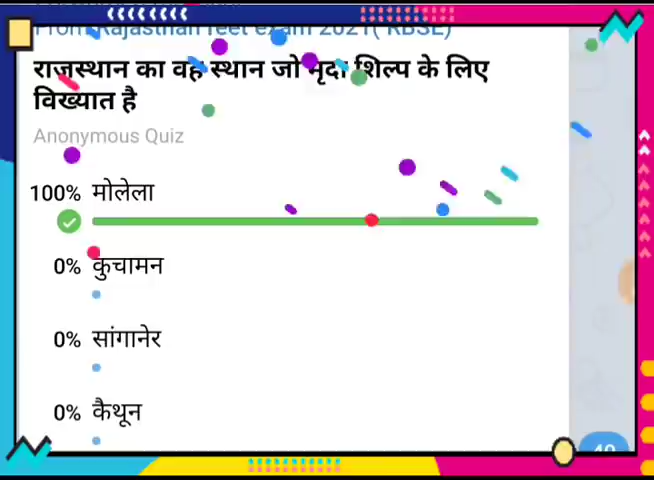 From Rajasthan reet exam 2021( RBSE)
राजस्थान का वह स्थान जो मृदा शिल्प के लिए
विख्यात है
Anonymous Quiz
100% मोलेला
0% कुचामन
0% सांगानेर
0% कैथून